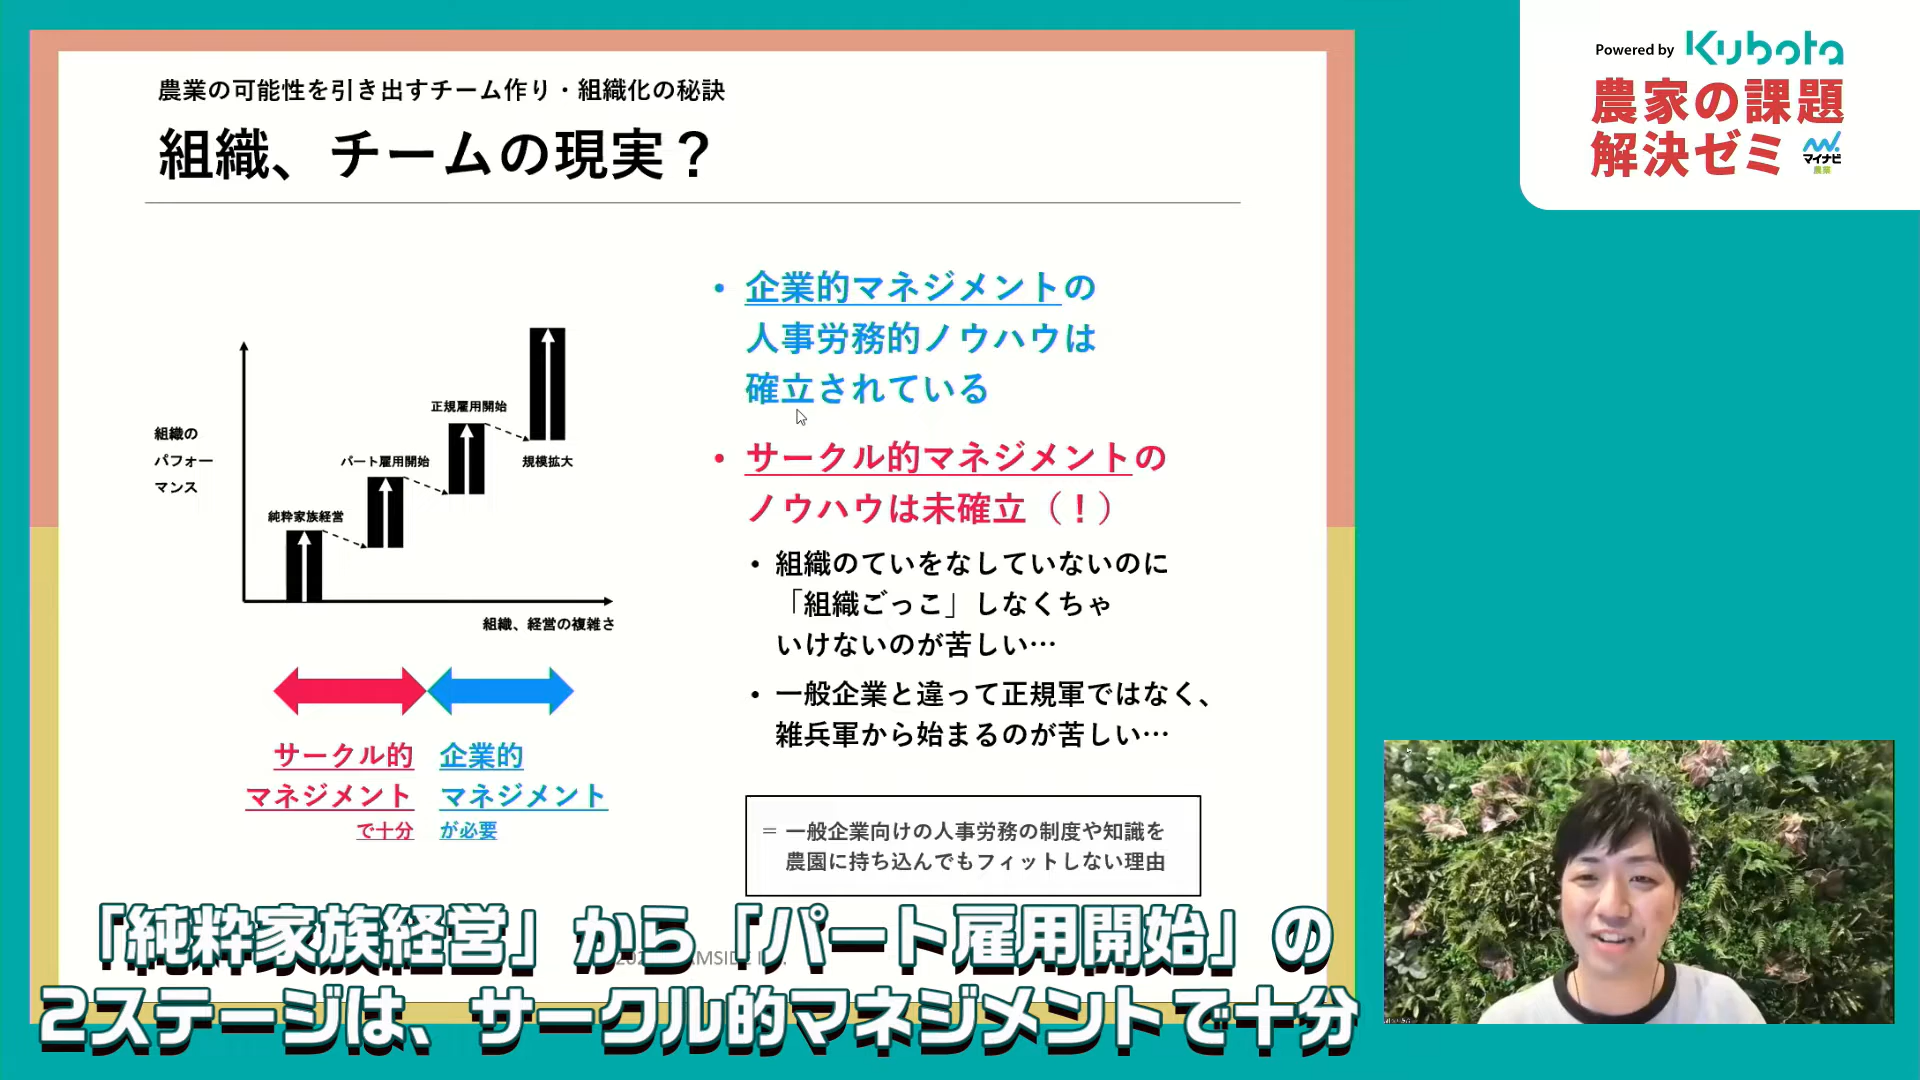 Powered by Kubota
農家の課題
解決ゼミ
マイナビ
農業
農業の可能性を引き出すチーム作り・組織化の秘訣
組織、チームの現実？
組織の
パフォー
マンス
純粋家族経営
パート雇用開始
正規雇用開始
規模拡大
組織、経営の複雑さ
サークル的
マネジメント
で十分
企業的
マネジメント
が必要
• 企業的マネジメントの
人事労務的ノウハウは
確立されている
• サークル的マネジメントの
ノウハウは未確立（！）
• 組織のていをなしていないのに
「組織ごっこ」しなくちゃ
いけないのが苦しい…
• 一般企業と違って正規軍ではなく、
雑兵軍から始まるのが苦しい…
＝ 一般企業向けの人事労務の制度や知識を
農園に持ち込んでもフィットしない理由
「純粋家族経営」から「パート雇用開始」の
2ステージは、サークル的マネジメントで十分